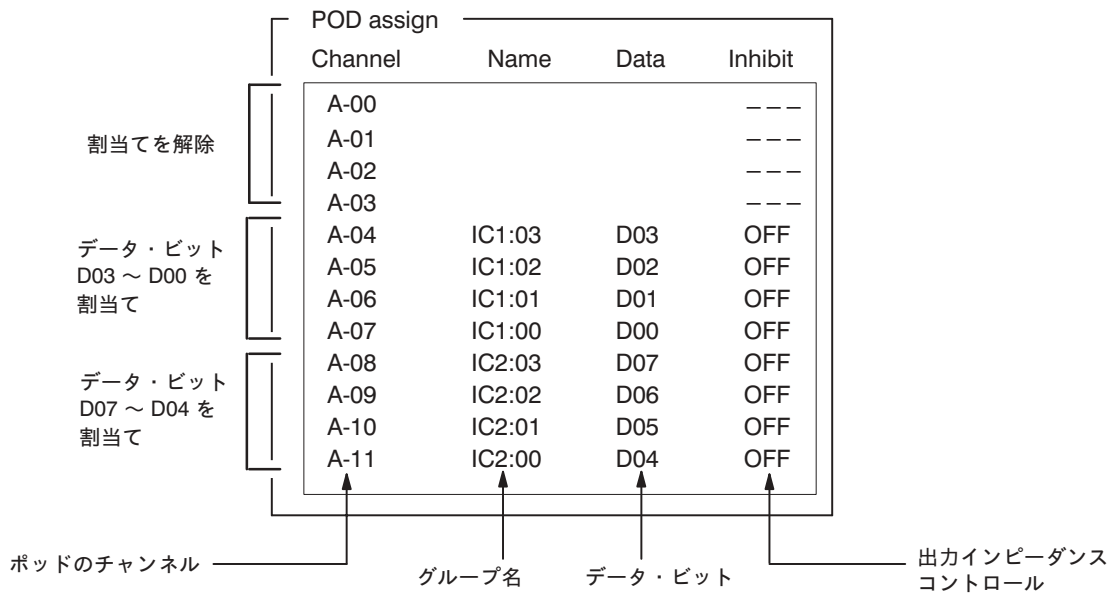 POD assign
Channel Name Data Inhibit
A-00 – – –
A-01 – – –
A-02 – – –
A-03 – – –
A-04 IC1:03 D03 OFF
A-05 IC1:02 D02 OFF
A-06 IC1:01 D01 OFF
A-07 IC1:00 D00 OFF
A-08 IC2:03 D07 OFF
A-09 IC2:02 D06 OFF
A-10 IC2:01 D05 OFF
A-11 IC2:00 D04 OFF
割当てを解除
データ・ビット
D03 ～ D00 を
割当て
データ・ビット
D07 ～ D04 を
割当て
ポッドのチャンネル
グループ名
データ・ビット
出力インピーダンス
コントロール